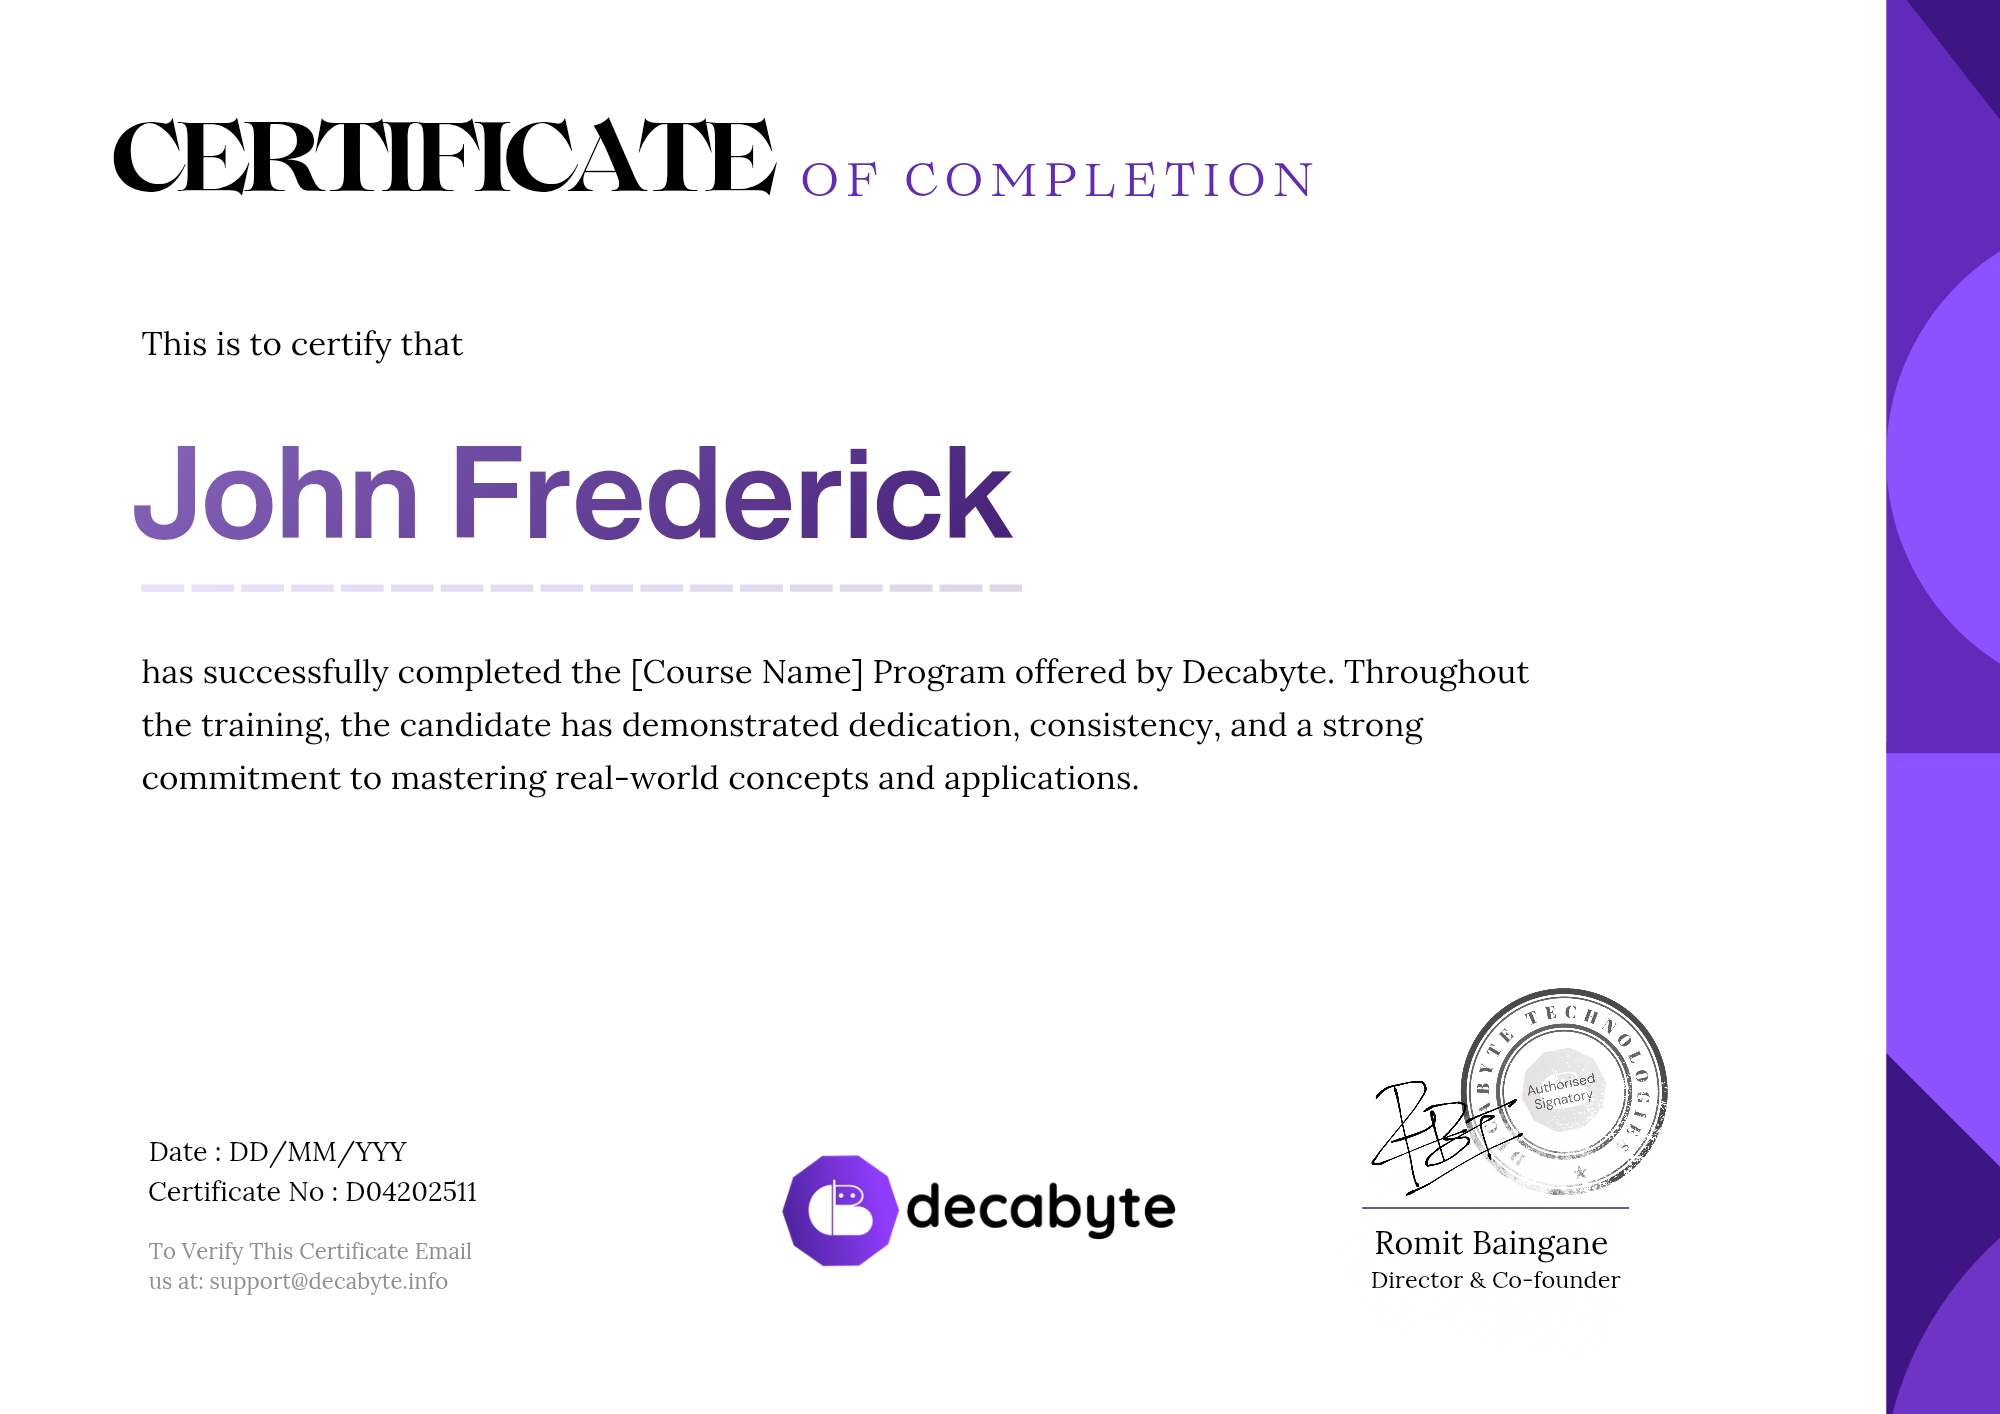 CERTIFICATE OF COMPLETION
This is to certify that
John Frederick
has successfully completed the [Course Name] Program offered by Decabyte. Throughout
the training, the candidate has demonstrated dedication, consistency, and a strong
commitment to mastering real-world concepts and applications.
DECABYTE TECHNOLOGIES
Authorised
Signatory
Date : DD/MM/YYY
Certificate No : D04202511
To Verify This Certificate Email
us at: support@decabyte.info
decabyte
Romit Baingane
Director & Co-founder